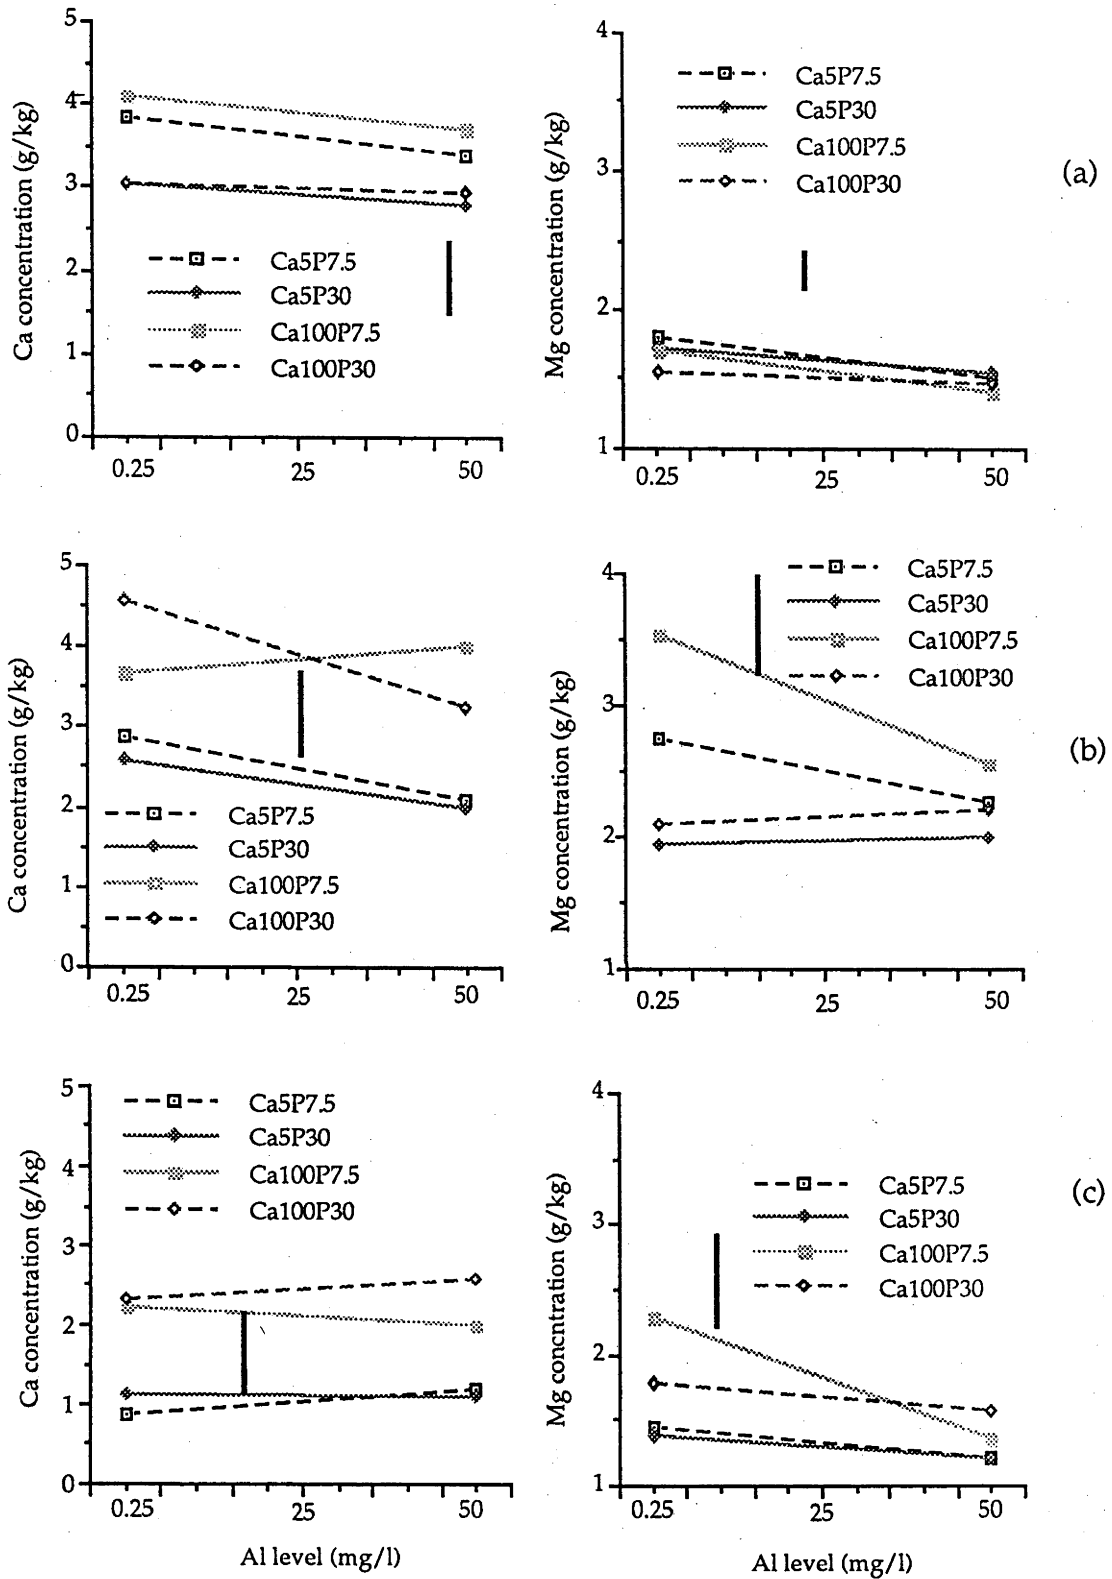 Ca concentration (g/kg)
5
4
3
2
1
0
Ca5P7.5
Ca5P30
Ca100P7.5
Ca100P30
0.25 25 50
Mg concentration (g/kg)
4
3
2
1
Ca5P7.5
Ca5P30
Ca100P7.5
Ca100P30
0.25 25 50
(a)
Ca concentration (g/kg)
5
4
3
2
1
0
Ca5P7.5
Ca5P30
Ca100P7.5
Ca100P30
0.25 25 50
Mg concentration (g/kg)
4
3
2
1
Ca5P7.5
Ca5P30
Ca100P7.5
Ca100P30
0.25 25 50
(b)
Ca concentration (g/kg)
5
4
3
2
1
0
Ca5P7.5
Ca5P30
Ca100P7.5
Ca100P30
0.25 25 50
Al level (mg/l)
Mg concntration (g/kg)
4
3
2
1
Ca5P7.5
Ca5P30
Ca100P7.5
Ca100P30
0.25 25 50
Al level (mg/l)
(c)